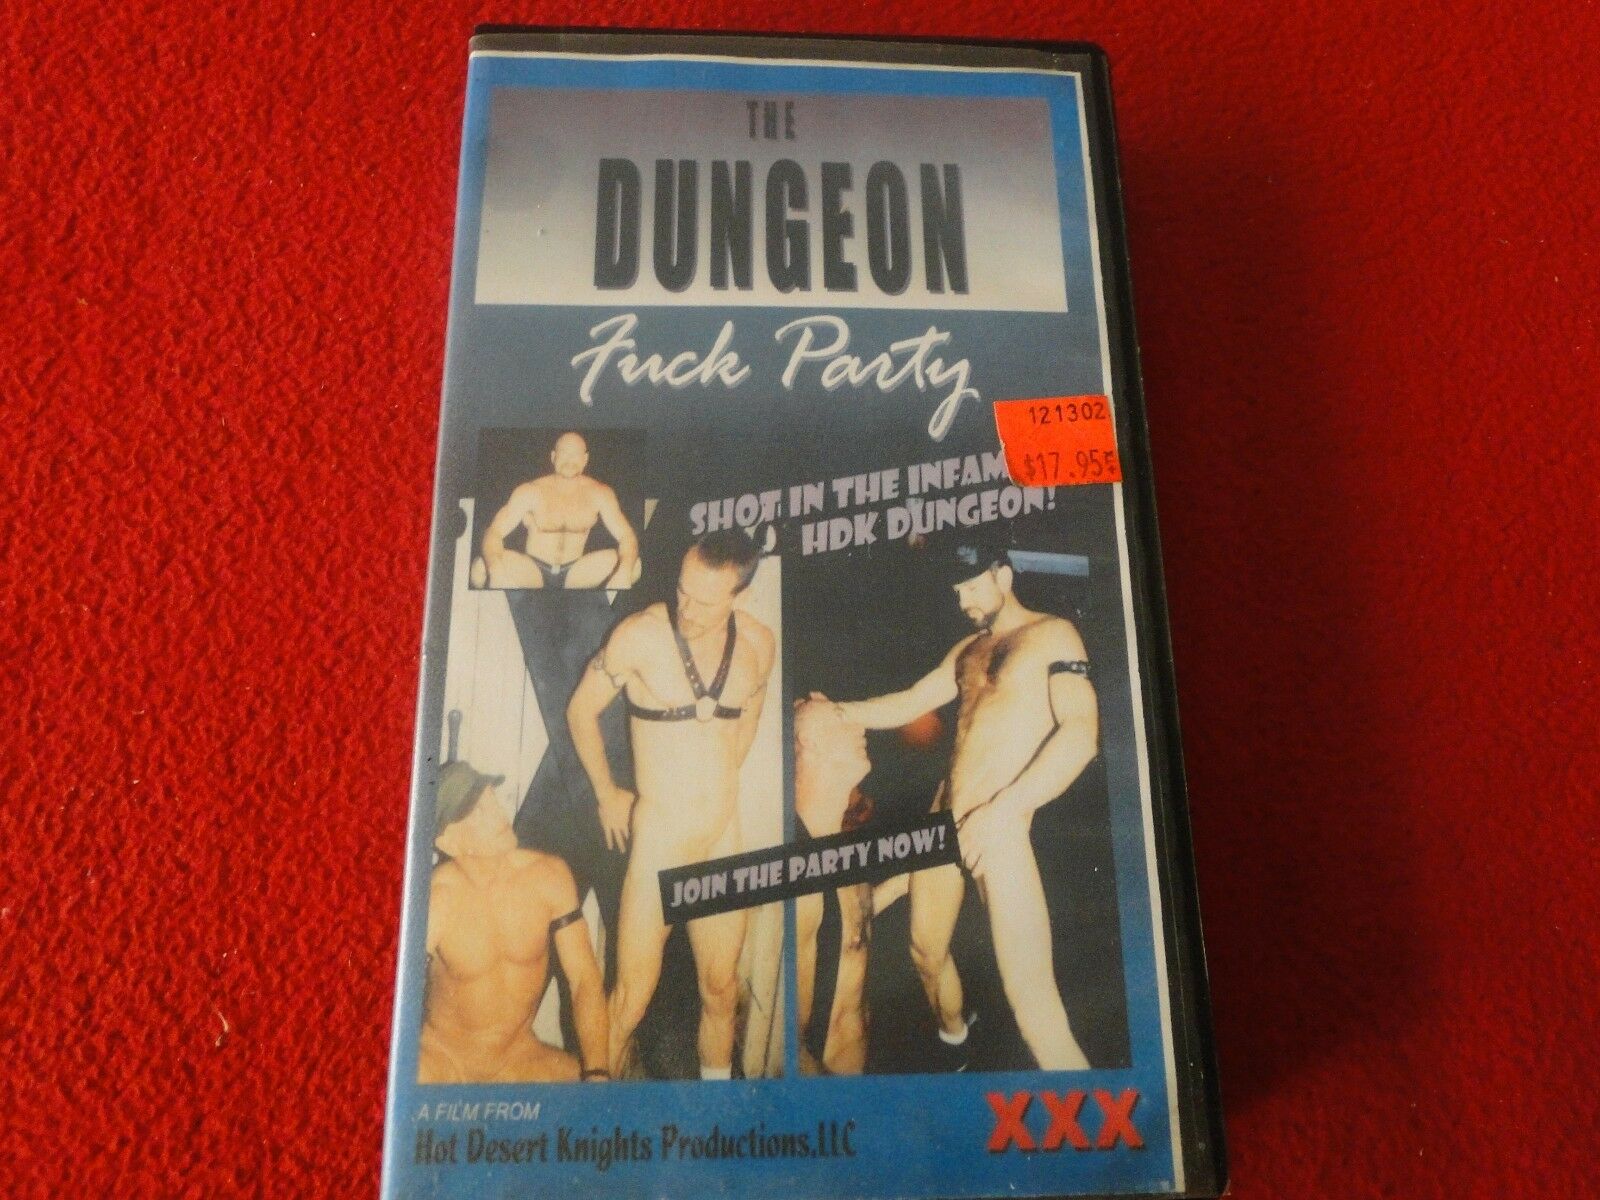 THE
DUNGEON
Fuck Party
121302
$17.95¢
SHOT IN THE INFAM
HDK DUNGEON!
JOIN THE PARTY NOW!
A FILM FROM
Hot Desert Knights Productions,LLC
XXX